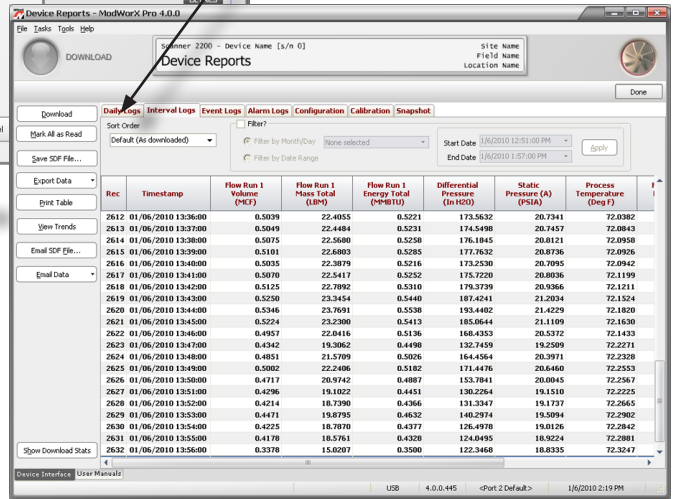 Device Reports - ModWorX Pro 4.0.0
File Tasks Tools Help
DOWNLOAD
Scanner 2200 - Device Name [s/n 0]
Device Reports
Site Name
Field Name
Location Name
Done
Download
Mark All as Read
Save SDF File...
Export Data
Print Table
View Trends
Email SDF File...
Email Data
Show Download Stats
Daily Logs Interval Logs Event Logs Alarm Logs Configuration Calibration Snapshot
Sort Order
Default (As downloaded)
Filter?
Filter by Month/Day None selected
Filter by Date Range
Start Date 1/6/2010 12:51:00 PM
End Date 1/6/2010 1:57:00 PM
Apply
Rec Timestamp Flow Run 1 Volume (MCF) Flow Run 1 Mass Total (LBM) Flow Run 1 Energy Total (MMBTU) Differential Pressure (In H2O) Static Pressure (A) (PSIA) Process Temperature (Deg F)
2612 01/06/2010 13:36:00 0.5039 22.4055 0.5221 173.5632 20.7341 72.0382
2613 01/06/2010 13:37:00 0.5049 22.4484 0.5231 174.5498 20.7457 72.0843
2614 01/06/2010 13:38:00 0.5075 22.5680 0.5258 176.1845 20.8121 72.0958
2615 01/06/2010 13:39:00 0.5101 22.6803 0.5285 177.7632 20.8736 72.0926
2616 01/06/2010 13:40:00 0.5035 22.3879 0.5216 173.2530 20.7095 72.0942
2617 01/06/2010 13:41:00 0.5070 22.5417 0.5252 175.7220 20.8036 72.1199
2618 01/06/2010 13:42:00 0.5125 22.7892 0.5310 179.3739 20.9366 72.1211
2619 01/06/2010 13:43:00 0.5250 23.3454 0.5440 187.4241 21.2034 72.1524
2620 01/06/2010 13:44:00 0.5346 23.7691 0.5538 193.4402 21.4229 72.1820
2621 01/06/2010 13:45:00 0.5224 23.2300 0.5413 185.0644 21.1109 72.1630
2622 01/06/2010 13:46:00 0.4957 22.0416 0.5136 168.4353 20.5372 72.1433
2623 01/06/2010 13:47:00 0.4342 19.3062 0.4498 132.7459 19.2509 72.2271
2624 01/06/2010 13:48:00 0.4851 21.5709 0.5026 164.4564 20.3971 72.2328
2625 01/06/2010 13:49:00 0.5002 22.2406 0.5182 171.4476 20.6460 72.2553
2626 01/06/2010 13:50:00 0.4717 20.9742 0.4887 153.7841 20.0045 72.2567
2627 01/06/2010 13:51:00 0.4296 19.1022 0.4451 130.2264 19.1510 72.2225
2628 01/06/2010 13:52:00 0.4214 18.7390 0.4366 131.3347 19.1737 72.2665
2629 01/06/2010 13:53:00 0.4471 19.8795 0.4632 140.2974 19.5094 72.2902
2630 01/06/2010 13:54:00 0.4225 18.7870 0.4377 126.4978 19.0126 72.2842
2631 01/06/2010 13:55:00 0.4178 18.5761 0.4328 124.0495 18.9224 72.2881
2632 01/06/2010 13:56:00 0.3378 15.0207 0.3500 122.3468 18.8335 72.3247
Device Interface User Manuals
USB 4.0.0.445 <Port 2 Default> 1/6/2010 2:19 PM